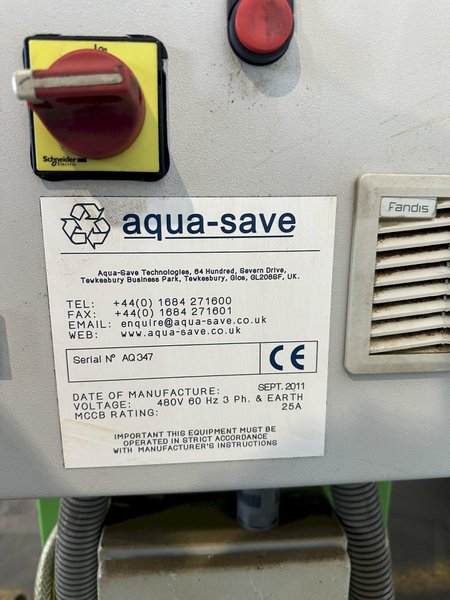 Schneider
Electric
Fandis
aqua-save
Aqua-Save Technologies, 64 Hundred, Severn Drive,
Tewkesbury Business Park, Tewkesbury, Glos, GL208SF, UK.
TEL: +44(0) 1684 271600
FAX: +44(0) 1684 271601
EMAIL: enquire@aqua-save.co.uk
WEB: www.aqua-save.co.uk
Serial Nº AQ347 CE
DATE OF MANUFACTURE: SEPT. 2011
VOLTAGE: 480V 60 Hz 3 Ph. & EARTH
MCCB RATING: 25A
IMPORTANT THIS EQUIPMENT MUST BE
OPERATED IN STRICT ACCORDANCE
WITH MANUFACTURER'S INSTRUCTIONS